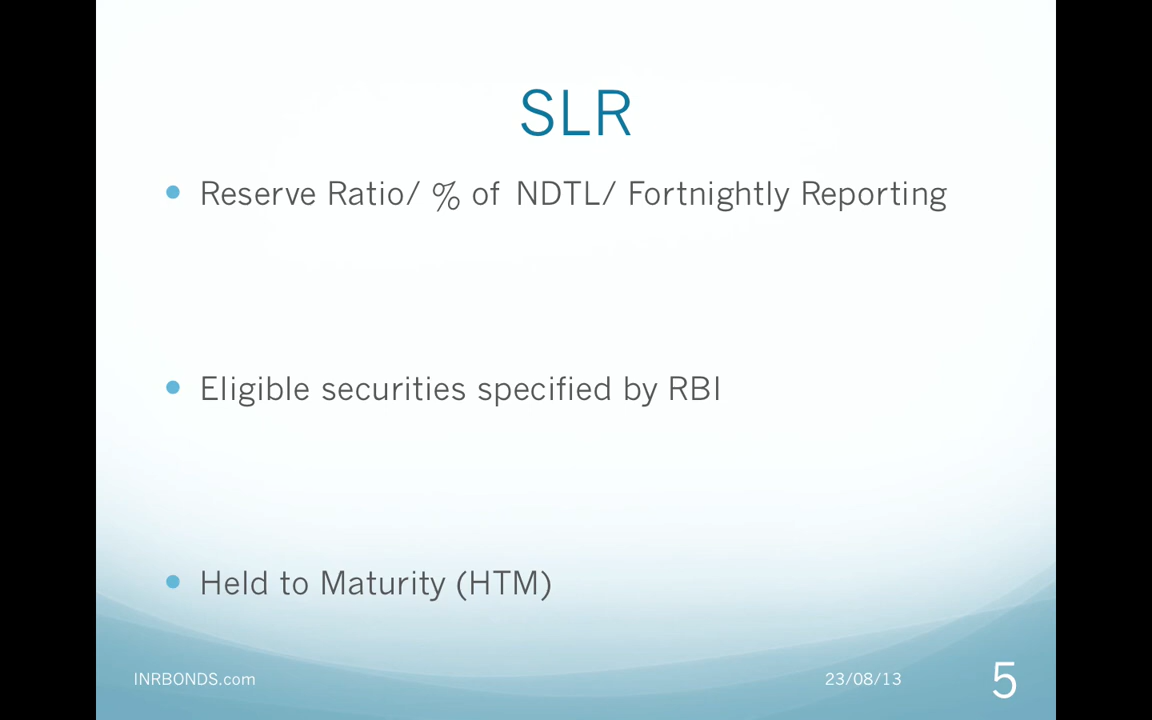 SLR
Reserve Ratio/ % of NDTL/ Fortnightly Reporting
Eligible securities specified by RBI
Held to Maturity (HTM)
INRBONDS.com
23/08/13
5